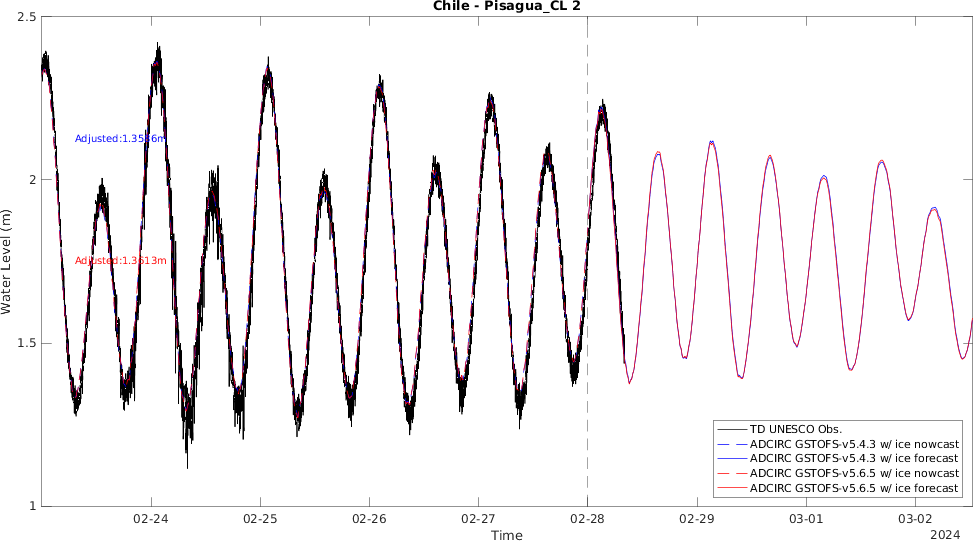 Chile - Pisagua_CL 2
2.5
2
1.5
1
Water Level (m)
Adjusted:1.3546m
Adjusted:1.3613m
TD UNESCO Obs.
ADCIRC GSTOFS-v5.4.3 w/ ice nowcast
ADCIRC GSTOFS-v5.4.3 w/ ice forecast
ADCIRC GSTOFS-v5.6.5 w/ ice nowcast
ADCIRC GSTOFS-v5.6.5 w/ ice forecast
02-24 02-25 02-26 02-27 02-28 02-29 03-01 03-02
Time
2024